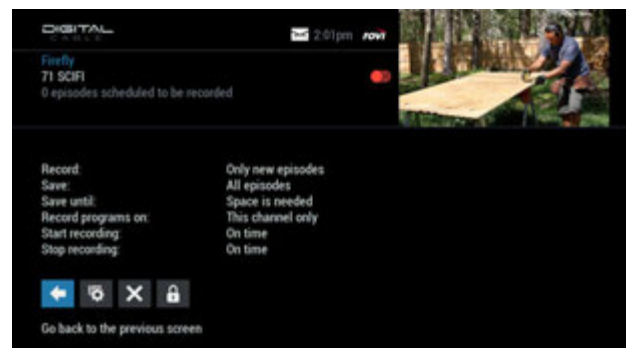 DIGITAL
CABLE
2:01pm rovi
Firefly
71 SCIFI
0 episodes scheduled to be recorded
Record: Only new episodes
Save: All episodes
Save until: Space is needed
Record programs on: This channel only
Start recording: On time
Stop recording: On time
Go back to the previous screen